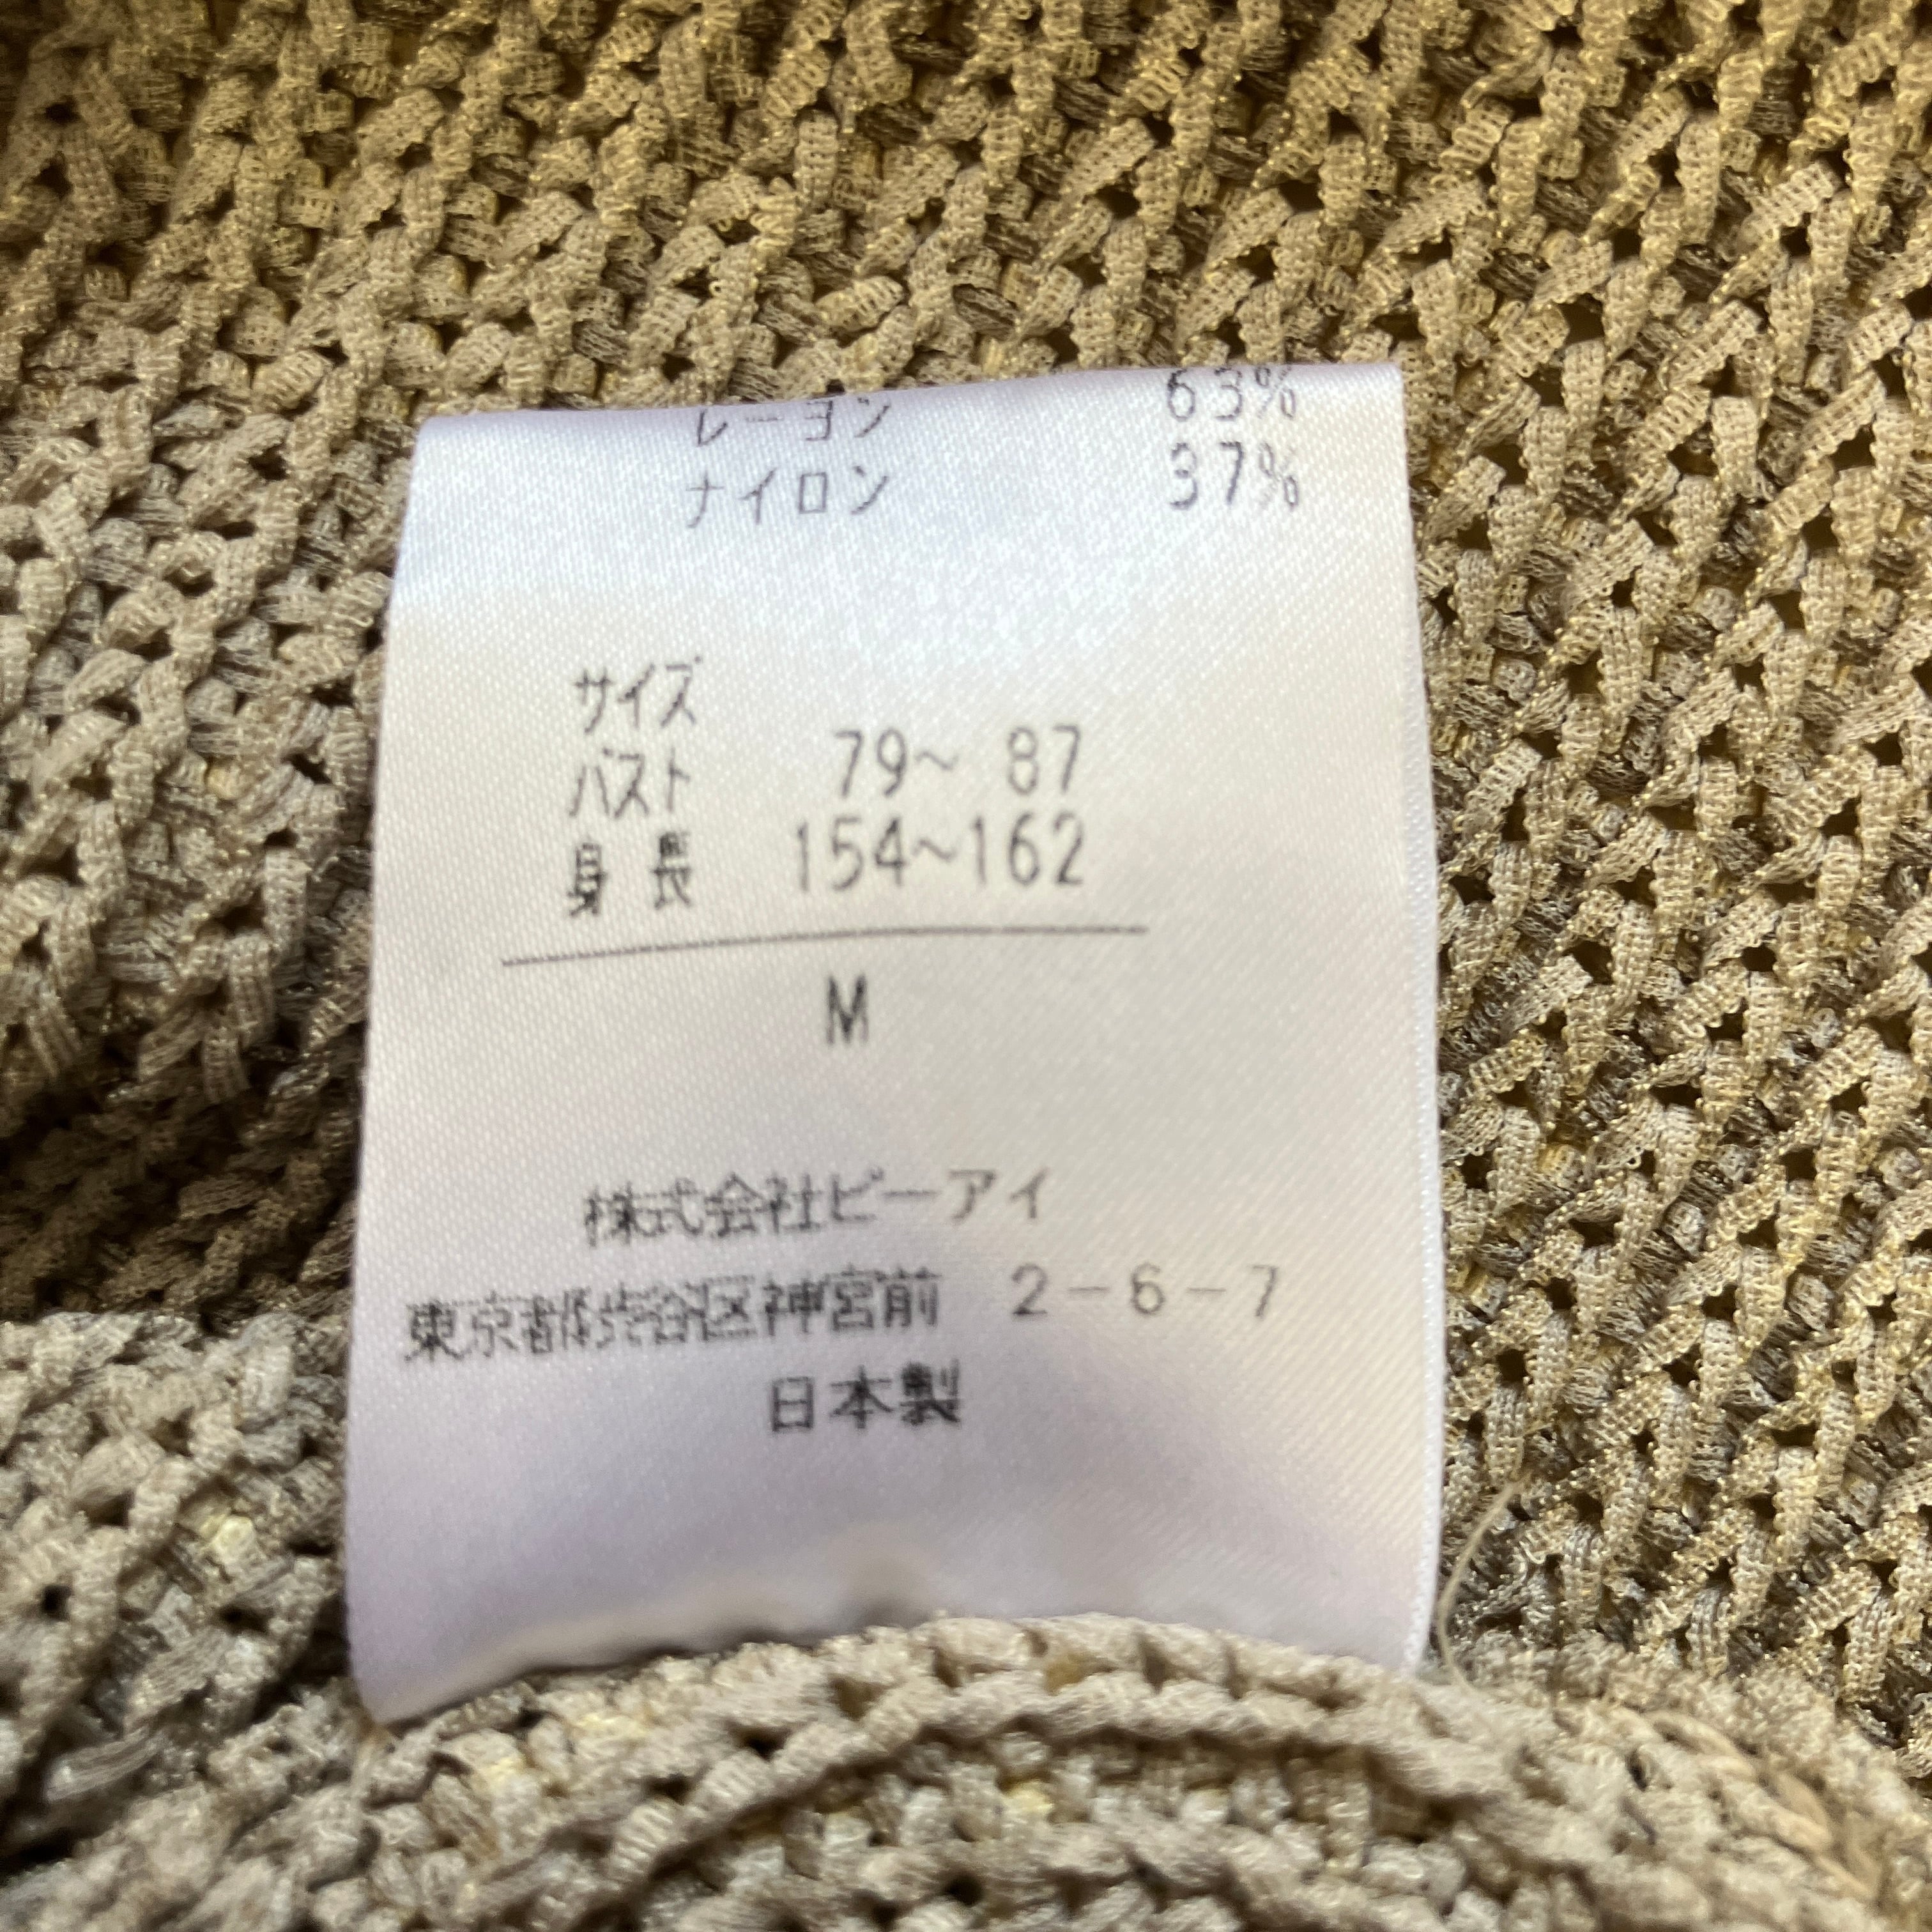 レーヨン 63%
ナイロン 37%
サイズ
バスト 79~ 87
身長 154~162
M
株式会社ビーアイ
東京都渋谷区神宮前 2-6-7
日本製